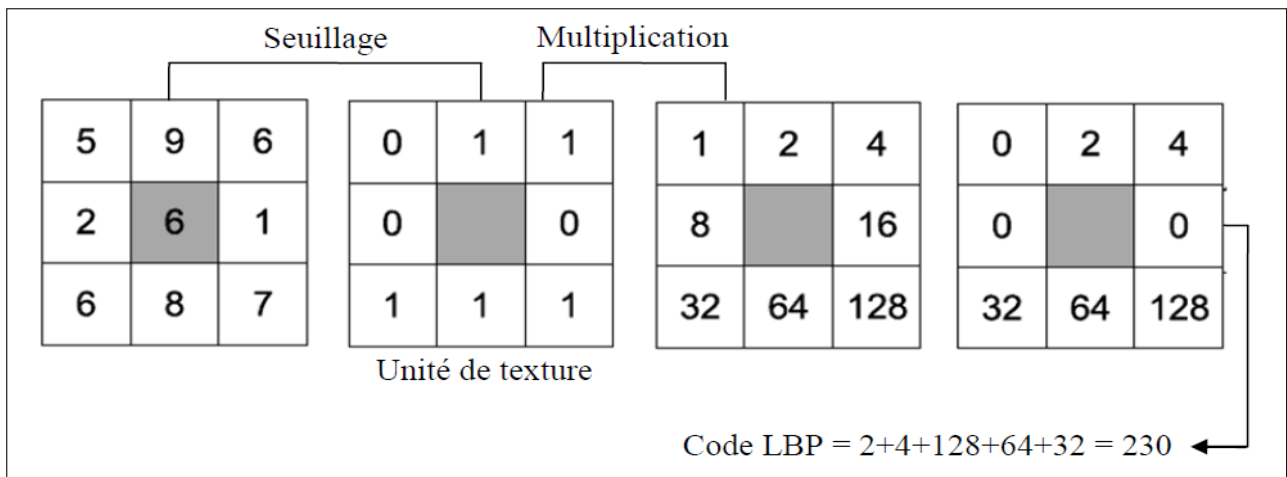 Seuillage Multiplication
5 9 6 0 1 1 1 2 4 0 2 4
2 6 1 0 0 8 16 0 0
6 8 7 1 1 1 32 64 128 32 64 128
Unité de texture
Code LBP = 2+4+128+64+32 = 230